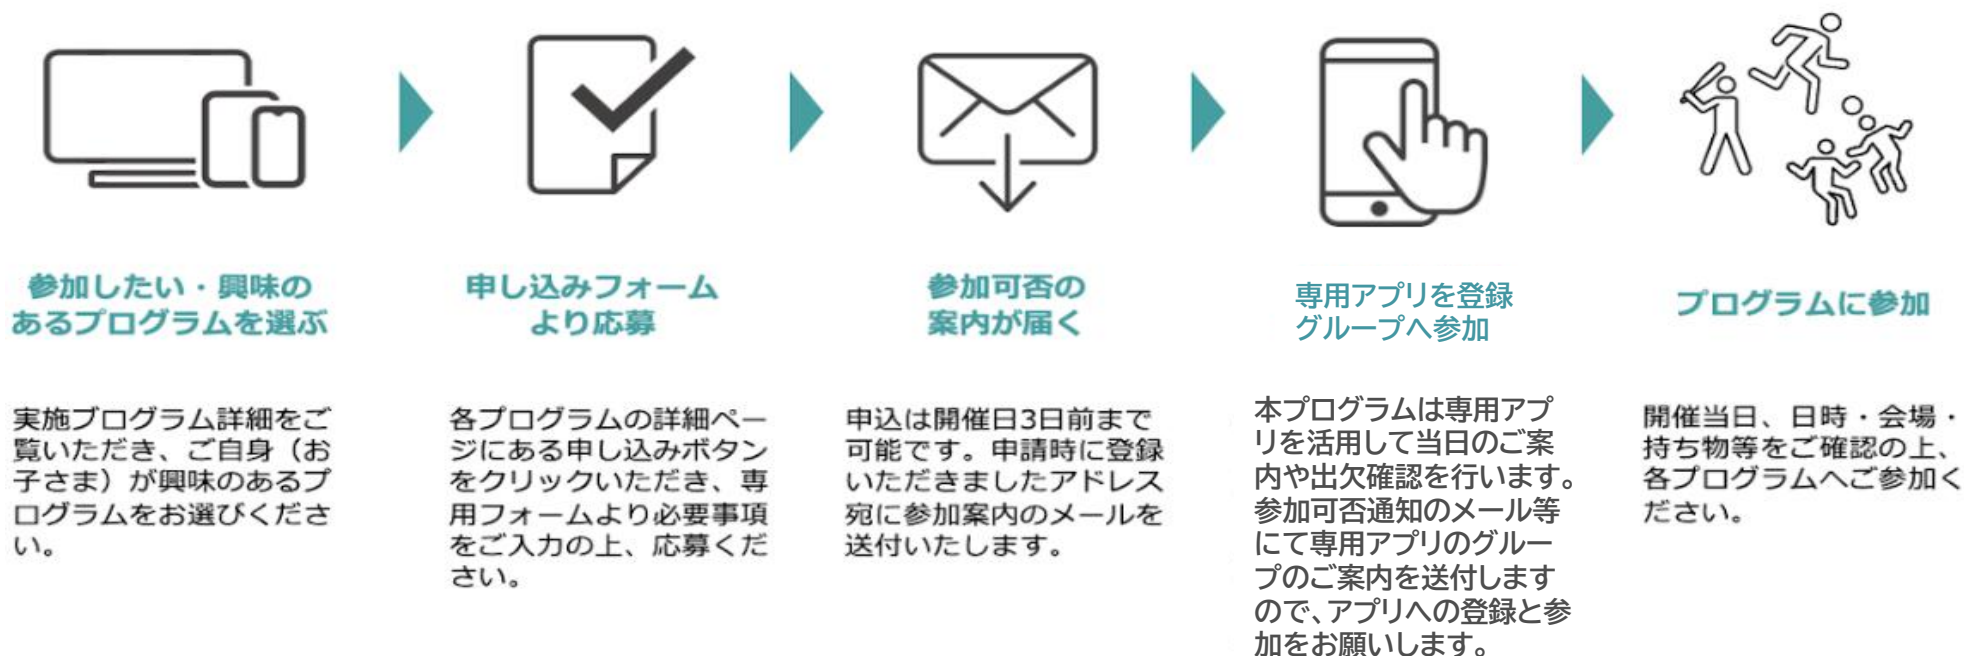 参加したい・興味の
あるプログラムを選ぶ
実施プログラム詳細をご
覧いただき、ご自身（お
子さま）が興味のあるプ
ログラムをお選びくださ
い。
申し込みフォーム
より応募
各プログラムの詳細ペー
ジにある申し込みボタン
をクリックいただき、専
用フォームより必要事項
をご入力の上、応募くだ
さい。
参加可否の
案内が届く
申込は開催日3日前まで
可能です。申請時に登録
いただきましたアドレス
宛に参加案内のメールを
送付いたします。
専用アプリを登録
グループへ参加
本プログラムは専用アプ
リを活用して当日のご案
内や出欠確認を行います。
参加可否通知のメール等
にて専用アプリのグルー
プのご案内を送付します
ので、アプリへの登録と参
加をお願いします。
プログラムに参加
開催当日、日時・会場・
持ち物等をご確認の上、
各プログラムへご参加く
ださい。